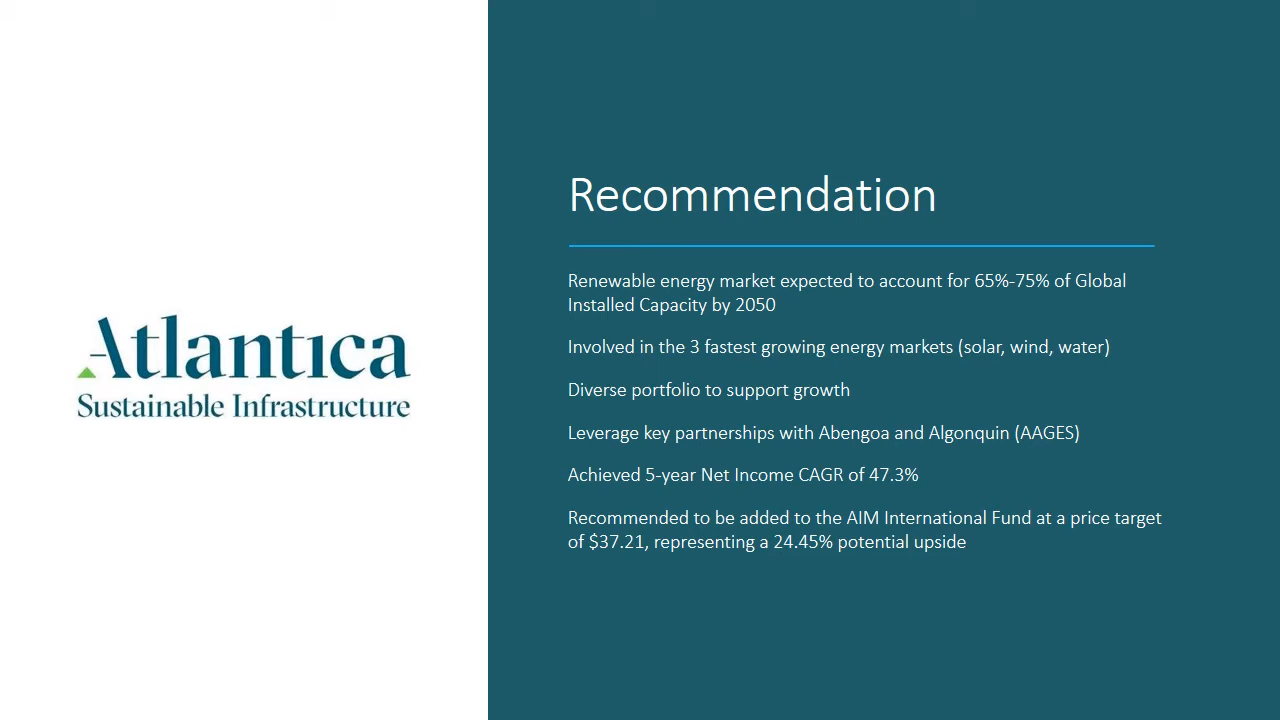 Atlantica
Sustainable Infrastructure
Recommendation
Renewable energy market expected to account for 65%-75% of Global
Installed Capacity by 2050
Involved in the 3 fastest growing energy markets (solar, wind, water)
Diverse portfolio to support growth
Leverage key partnerships with Abengoa and Algonquin (AAGES)
Achieved 5-year Net Income CAGR of 47.3%
Recommended to be added to the AIM International Fund at a price target
of $37.21, representing a 24.45% potential upside